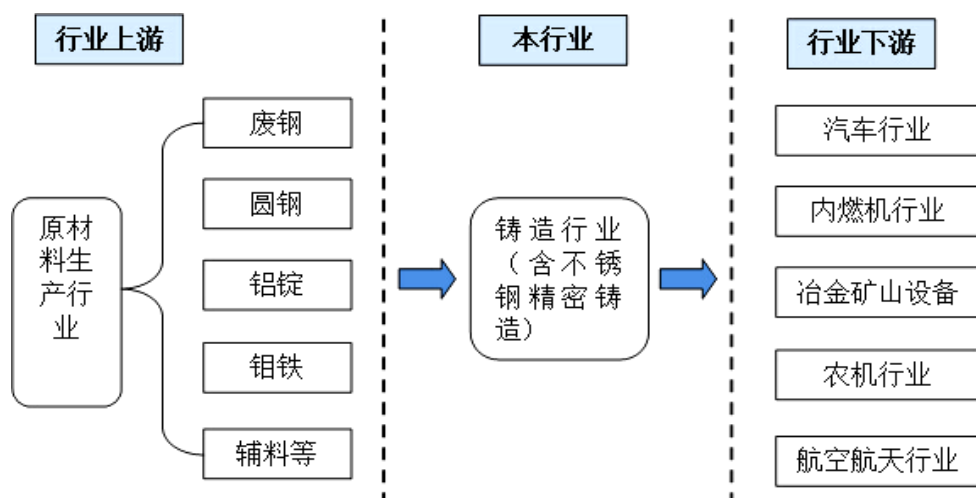 行业上游
本行业
行业下游
原材
料生
产行
业
废钢
圆钢
铝锭
钼铁
辅料等
铸造行业
（含不锈
钢精密铸
造）
汽车行业
内燃机行业
冶金矿山设备
农机行业
航空航天行业